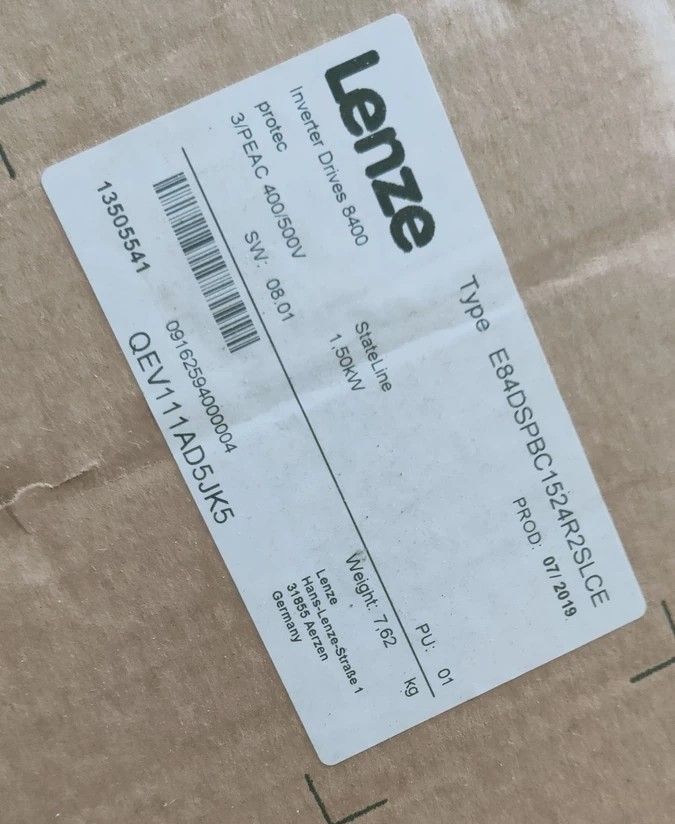 Lenze
Type E84DSPBC1524R2SLCE
Inverter Drives 8400
StateLine
PROD: 07/2019
protec
1,50kW
3/PEAC 400/500V
SW: 08.01
PU: 01
Weight: 7,62 kg
09162594000004
Lenze
Hans-Lenze-Straße 1
31855 Aerzen
Germany
13505541
QEV111AD5JK5